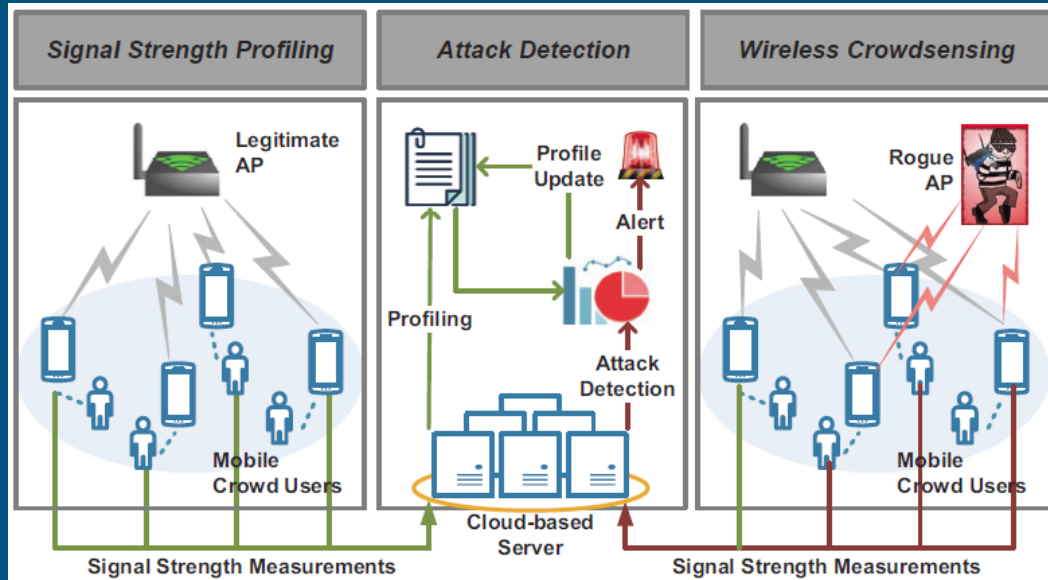 Signal Strength Profiling
Attack Detection
Wireless Crowdsensing
Legitimate
AP
Mobile
Crowd Users
Profile
Update
Alert
Profiling
Attack
Detection
Cloud-based
Server
Rogue
AP
Mobile
Crowd Users
Signal Strength Measurements
Signal Strength Measurements